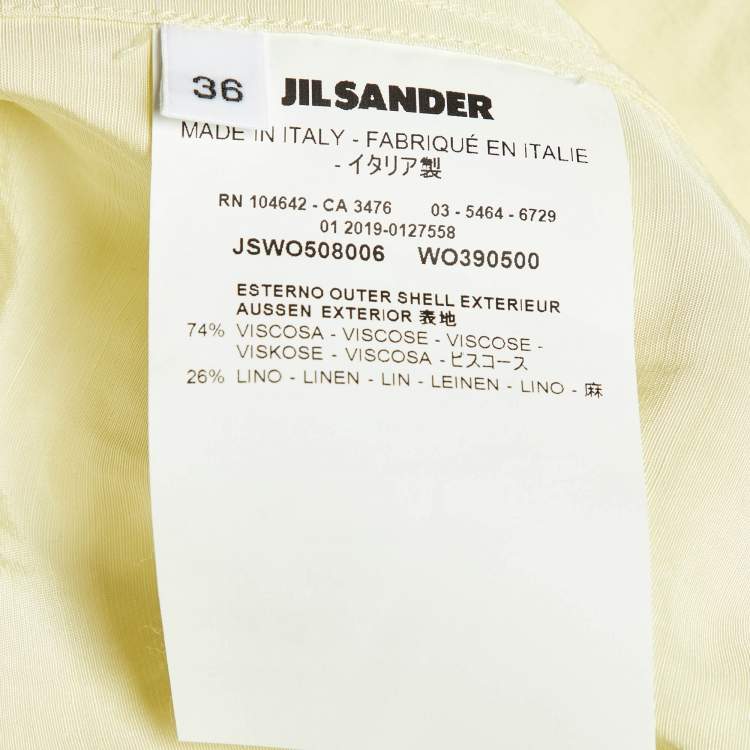 36
JIL SANDER
MADE IN ITALY - FABRIQUÉ EN ITALIE
- イタリア製
RN 104642 - CA 3476 03 - 5464 - 6729
01 2019-0127558
JSWO508006 WO390500
ESTERNO OUTER SHELL EXTERIEUR
AUSSEN EXTERIOR 表地
74% VISCOSA - VISCOSE - VISCOSE -
VISKOSE - VISCOSA - ビスコース
26% LINO - LINEN - LIN - LEINEN - LINO - 麻